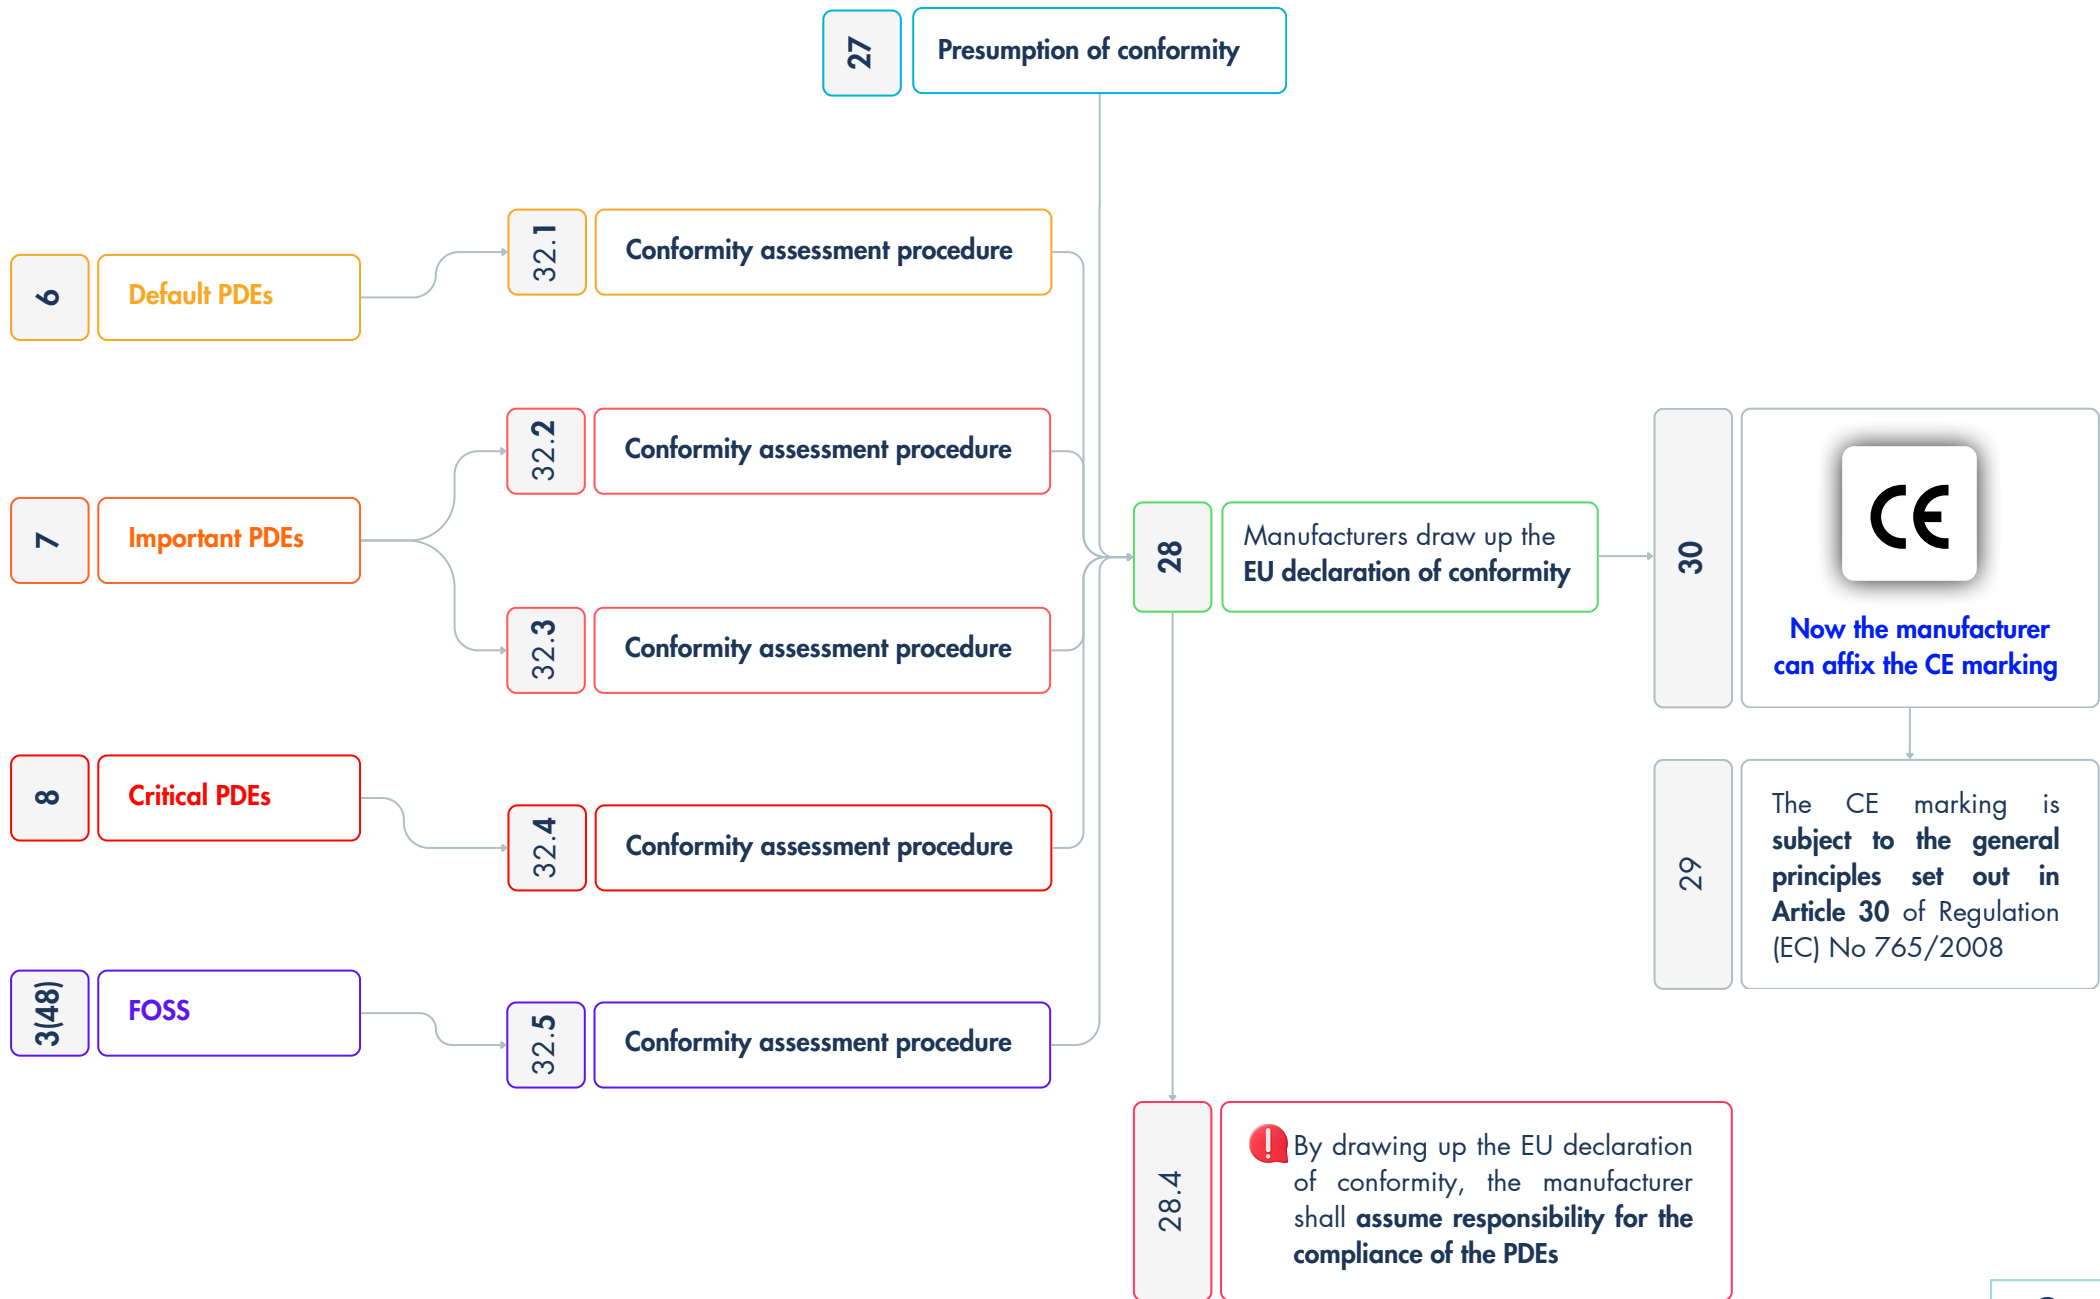 27
Presumption of conformity
32.1
Conformity assessment procedure
6
Default PDEs
32.2
Conformity assessment procedure
7
Important PDEs
32.3
Conformity assessment procedure
28
Manufacturers draw up the
EU declaration of conformity
30
CE
Now the manufacturer
can affix the CE marking
8
Critical PDEs
32.4
Conformity assessment procedure
29
The CE marking is
subject to the general
principles set out in
Article 30 of Regulation
(EC) No 765/2008
3(48)
FOSS
32.5
Conformity assessment procedure
28.4
By drawing up the EU declaration
of conformity, the manufacturer
shall assume responsibility for the
compliance of the PDEs